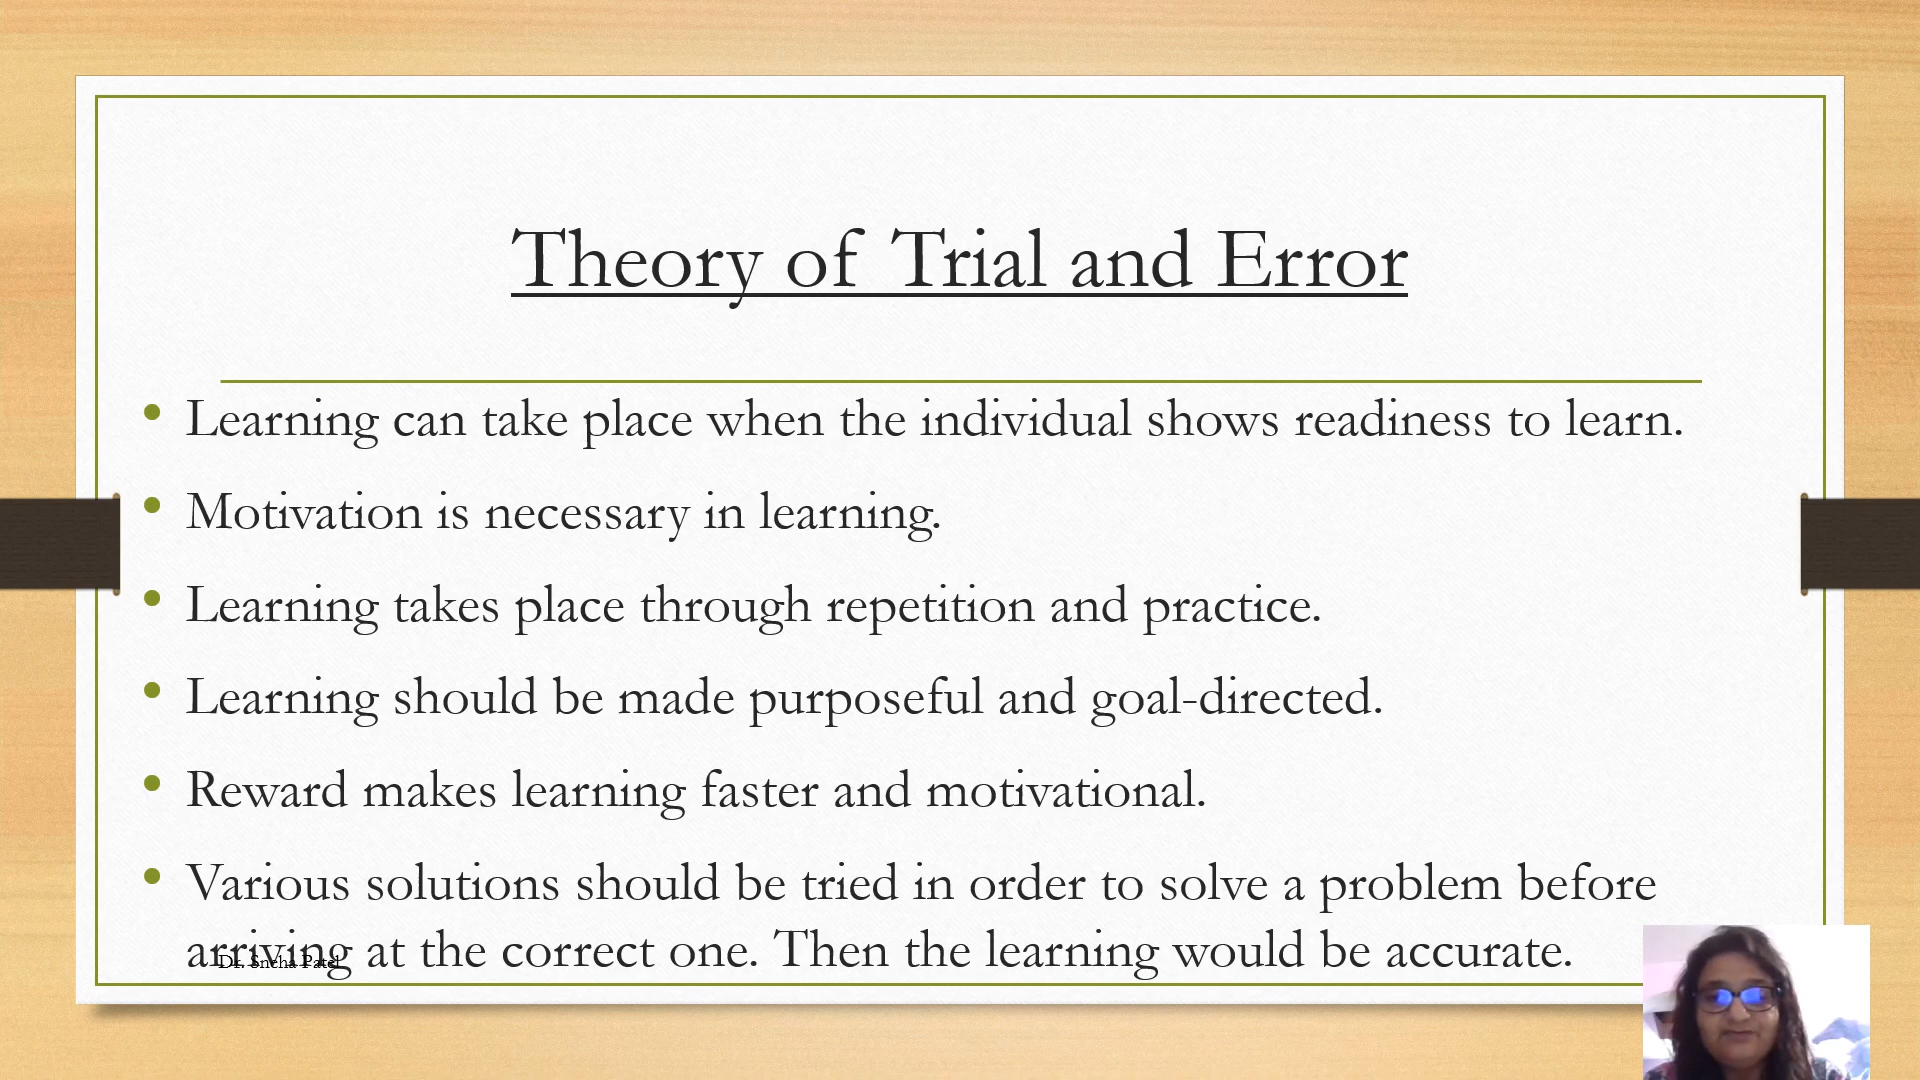 Theory of Trial and Error
• Learning can take place when the individual shows readiness to learn.
• Motivation is necessary in learning.
• Learning takes place through repetition and practice.
• Learning should be made purposeful and goal-directed.
• Reward makes learning faster and motivational.
• Various solutions should be tried in order to solve a problem before
arriving at the correct one. Then the learning would be accurate.
Dr. Sneha Patel